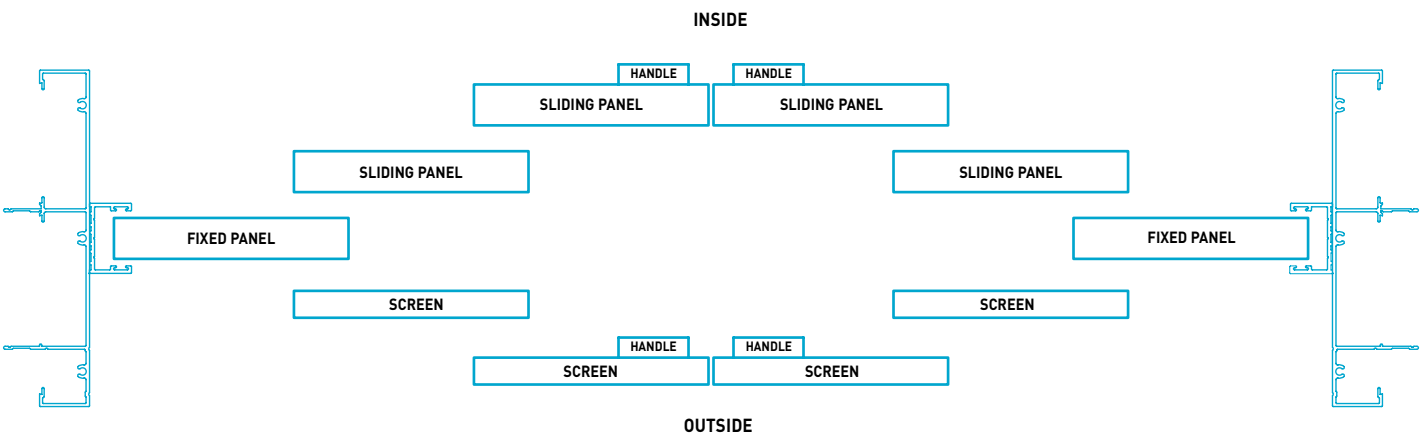 INSIDE
HANDLE HANDLE
SLIDING PANEL SLIDING PANEL
SLIDING PANEL SLIDING PANEL
FIXED PANEL FIXED PANEL
SCREEN SCREEN
HANDLE HANDLE
SCREEN SCREEN
OUTSIDE